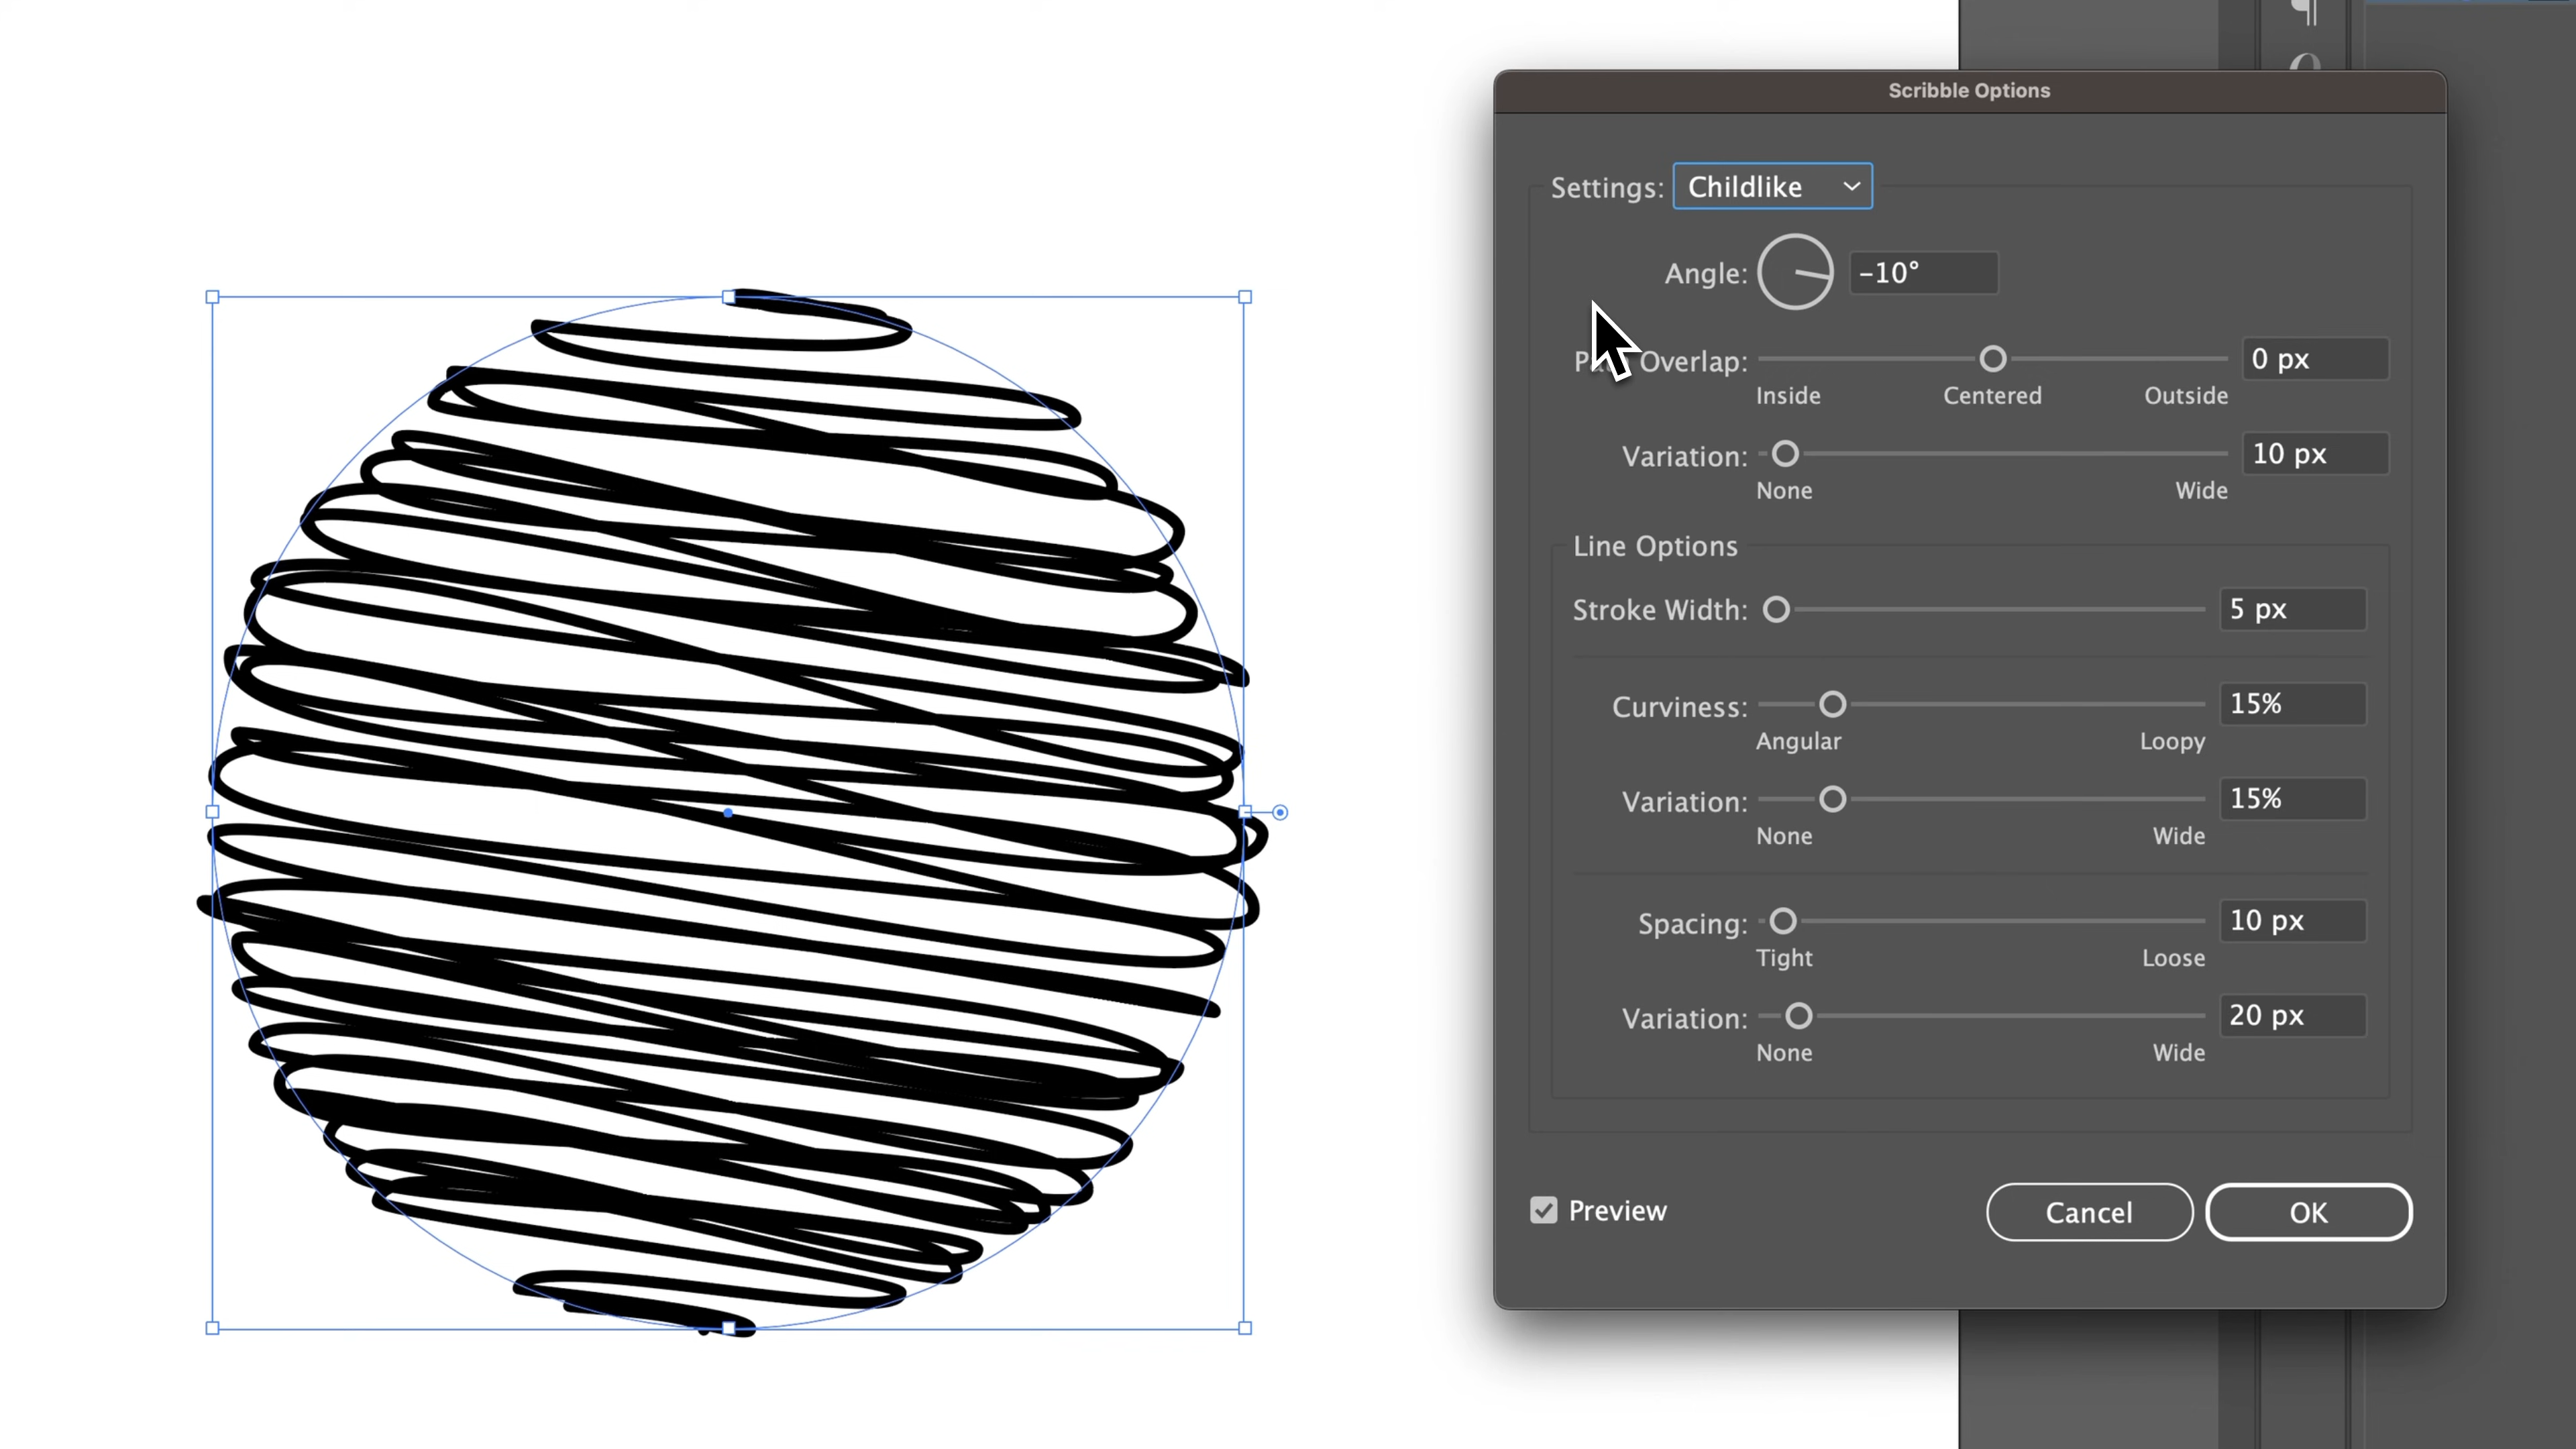 Scribble Options
Settings: Childlike
Angle: -10°
Overlap: 0 px
Inside Centered Outside
Variation: 10 px
None Wide
Line Options
Stroke Width: 5 px
Curviness: 15%
Angular Loopy
Variation: 15%
None Wide
Spacing: 10 px
Tight Loose
Variation: 20 px
None Wide
Preview Cancel OK